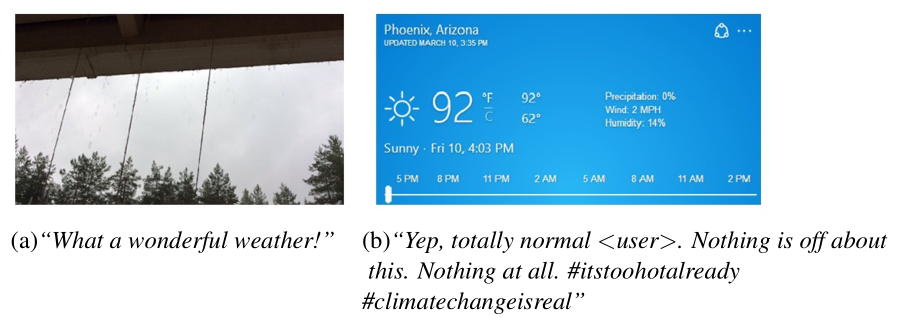 Phoenix, Arizona
UPDATED MARCH 10, 3:35 PM
92 °F
C
92°
62°
Precipitation: 0%
Wind: 2 MPH
Humidity: 14%
Sunny · Fri 10, 4:03 PM
5 PM 8 PM 11 PM 2 AM 5 AM 8 AM 11 AM 2 PM
(a)“What a wonderful weather!”
(b)“Yep, totally normal <user>. Nothing is off about
this. Nothing at all. #itstoohotalready
#climatechangeisreal”